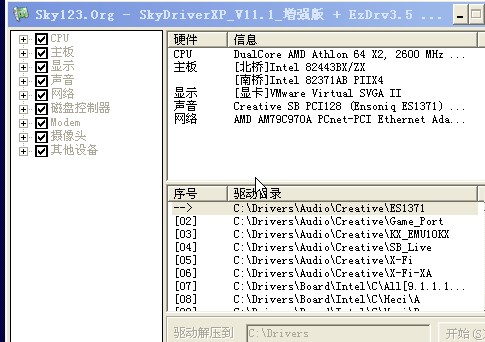 Sky123.Org - SkyDriverXP_V11.1_增强版 + EzDrv3.5 ...
CPU
主板
显示
声音
网络
磁盘控制器
Modem
摄像头
其他设备
硬件 信息
CPU DualCore AMD Athlon 64 X2, 2600 MHz ...
主板 [北桥]Intel 82443BX/ZX
[南桥]Intel 82371AB PIIX4
显示 [显卡]VMware Virtual SVGA II
声音 Creative SB PCI128 (Ensoniq ES1371) ...
网络 AMD AM79C970A PCnet-PCI Ethernet Ada...
序号 驱动目录
--> C:\Drivers\Audio\Creative\ES1371
[02] C:\Drivers\Audio\Creative\Game_Port
[03] C:\Drivers\Audio\Creative\KX_EMU10KX
[04] C:\Drivers\Audio\Creative\SB_Live
[05] C:\Drivers\Audio\Creative\X-Fi
[06] C:\Drivers\Audio\Creative\X-Fi-XA
[07] C:\Drivers\Board\Intel\C\All[9.1.1.1...
[08] C:\Drivers\Board\Intel\C\Heci\A
驱动解压到 C:\Drivers 开始(S)